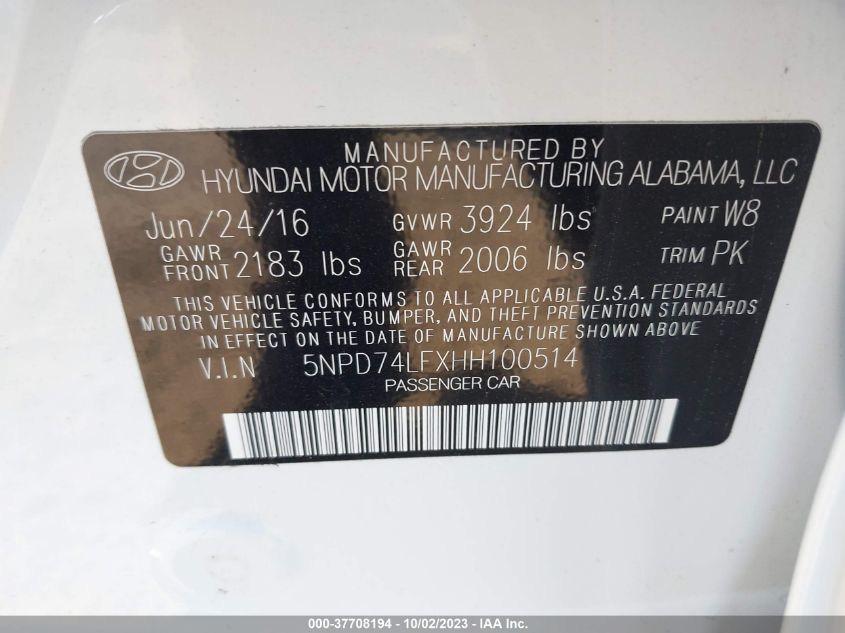 MANUFACTURED BY
HYUNDAI MOTOR MANUFACTURING ALABAMA, LLC
Jun/24/16 GVWR 3924 lbs PAINT W8
GAWR FRONT 2183 lbs GAWR REAR 2006 lbs TRIM PK
THIS VEHICLE CONFORMS TO ALL APPLICABLE U.S.A. FEDERAL
MOTOR VEHICLE SAFETY, BUMPER, AND THEFT PREVENTION STANDARDS
IN EFFECT ON THE DATE OF MANUFACTURE SHOWN ABOVE
V.I.N 5NPD74LFXHH100514
PASSENGER CAR
000-37708194 - 10/02/2023 - IAA Inc.